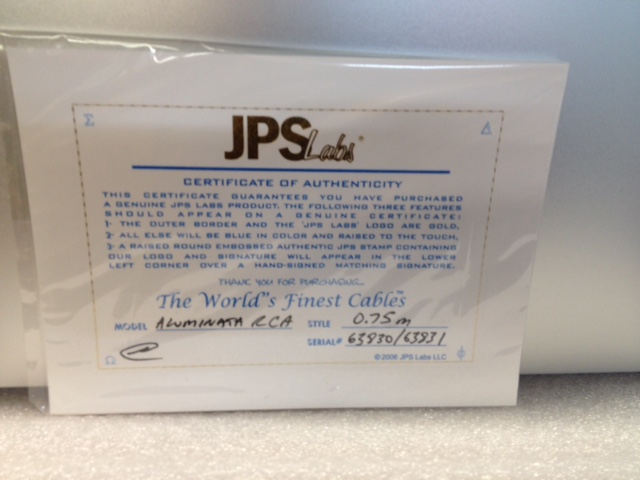 Σ
Δ
JPS Labs®
CERTIFICATE OF AUTHENTICITY
THIS CERTIFICATE GUARANTEES YOU HAVE PURCHASED
A GENUINE JPS LABS PRODUCT. THE FOLLOWING THREE FEATURES
SHOULD APPEAR ON A GENUINE CERTIFICATE:
1- THE OUTER BORDER AND THE 'JPS LABS' LOGO ARE GOLD,
2- ALL ELSE WILL BE BLUE IN COLOR AND RAISED TO THE TOUCH,
3- A RAISED ROUND EMBOSSED AUTHENTIC JPS STAMP CONTAINING
OUR LOGO AND SIGNATURE WILL APPEAR IN THE LOWER
LEFT CORNER OVER A HAND-SIGNED MATCHING SIGNATURE.
THANK YOU FOR PURCHASING...
The World's Finest Cables™
MODEL ALUMINATA RCA STYLE 0.75m
SERIAL# 63830/63831
Ω
©2006 JPS Labs LLC
Φ